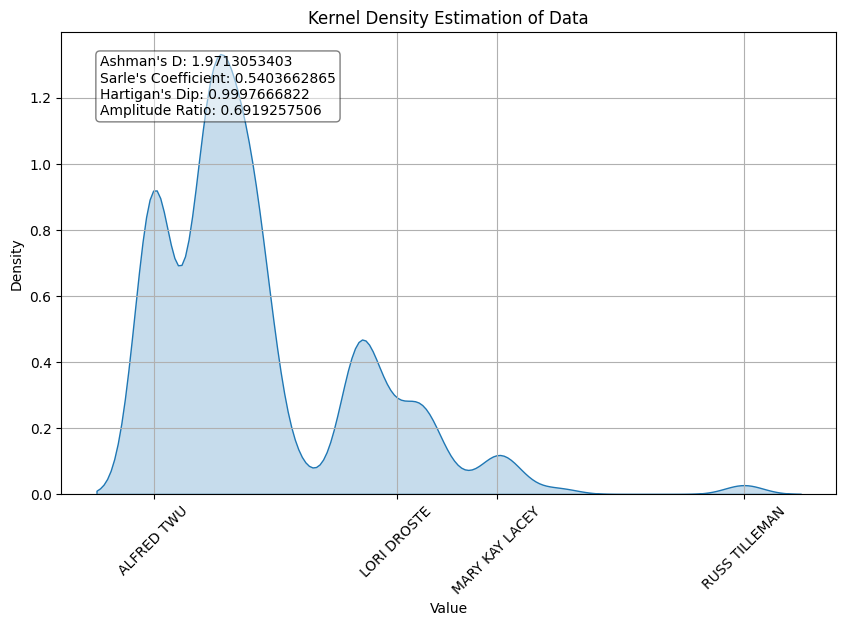 Kernel Density Estimation of Data
Ashman's D: 1.9713053403
Sarle's Coefficient: 0.5403662865
Hartigan's Dip: 0.9997666822
Amplitude Ratio: 0.6919257506
1.2
1.0
0.8
0.6
0.4
0.2
0.0
Density
ALFRED TWU
LORI DROSTE
MARY KAY LACEY
RUSS TILLEMAN
Value